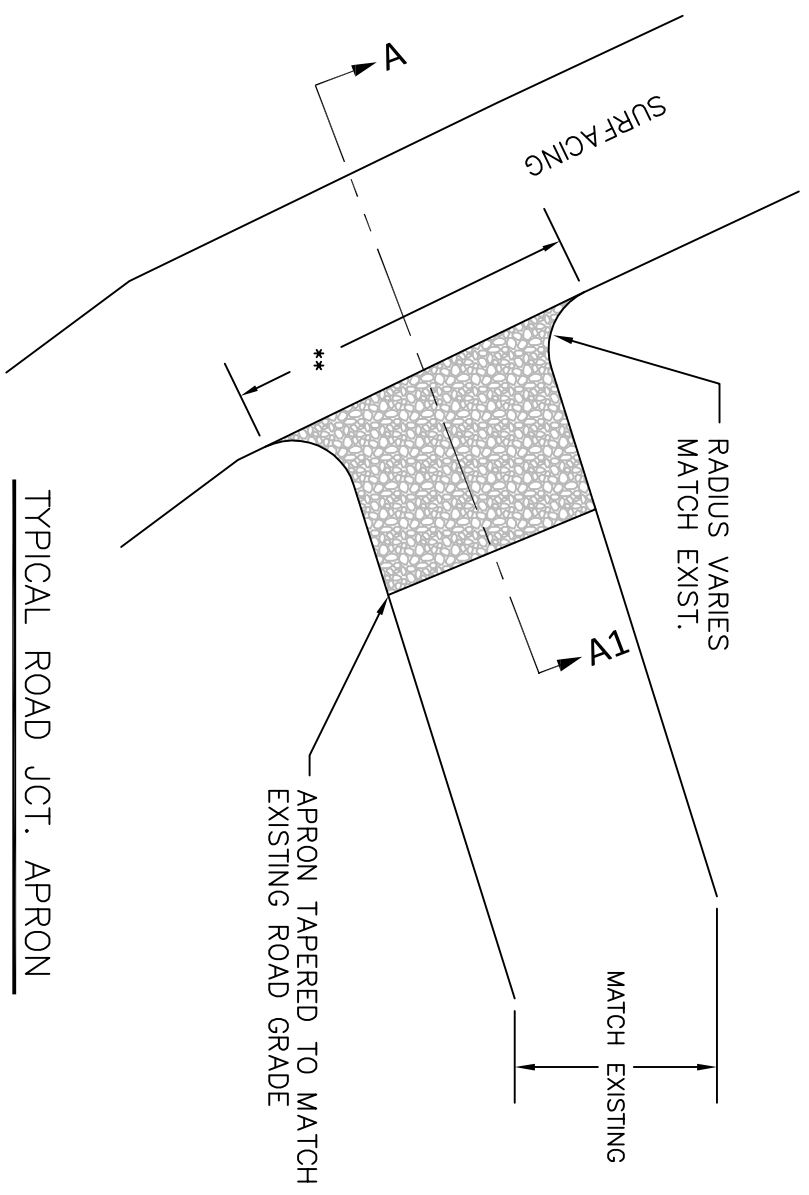 A
SURFACING
**
RADIUS VARIES
MATCH EXIST.
A1
APRON TAPERED TO MATCH
EXISTING ROAD GRADE
MATCH EXISTING
TYPICAL ROAD JCT. APRON